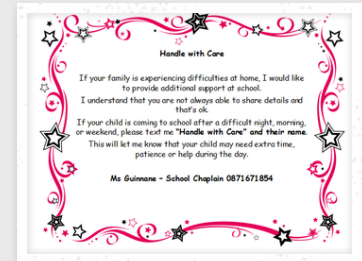 Handle with Care
If your family is experiencing difficulties at home, I would like
to provide additional support at school.
I understand that you are not always able to share details and
that's ok.
If your child is coming to school after a difficult night, morning,
or weekend, please text me "Handle with Care" and their name.
This will let me know that your child may need extra time,
patience or help during the day.
Ms Guinnane – School Chaplain 0871671854